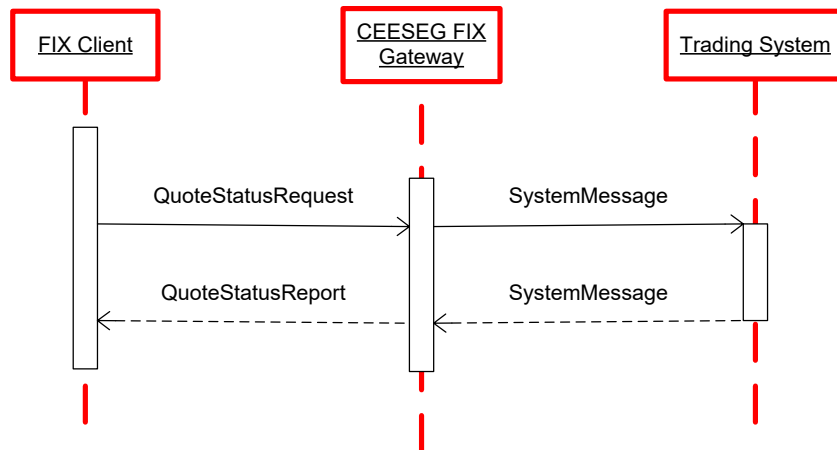 FIX Client
CEESEG FIX
Gateway
Trading System
QuoteStatusRequest
SystemMessage
QuoteStatusReport
SystemMessage